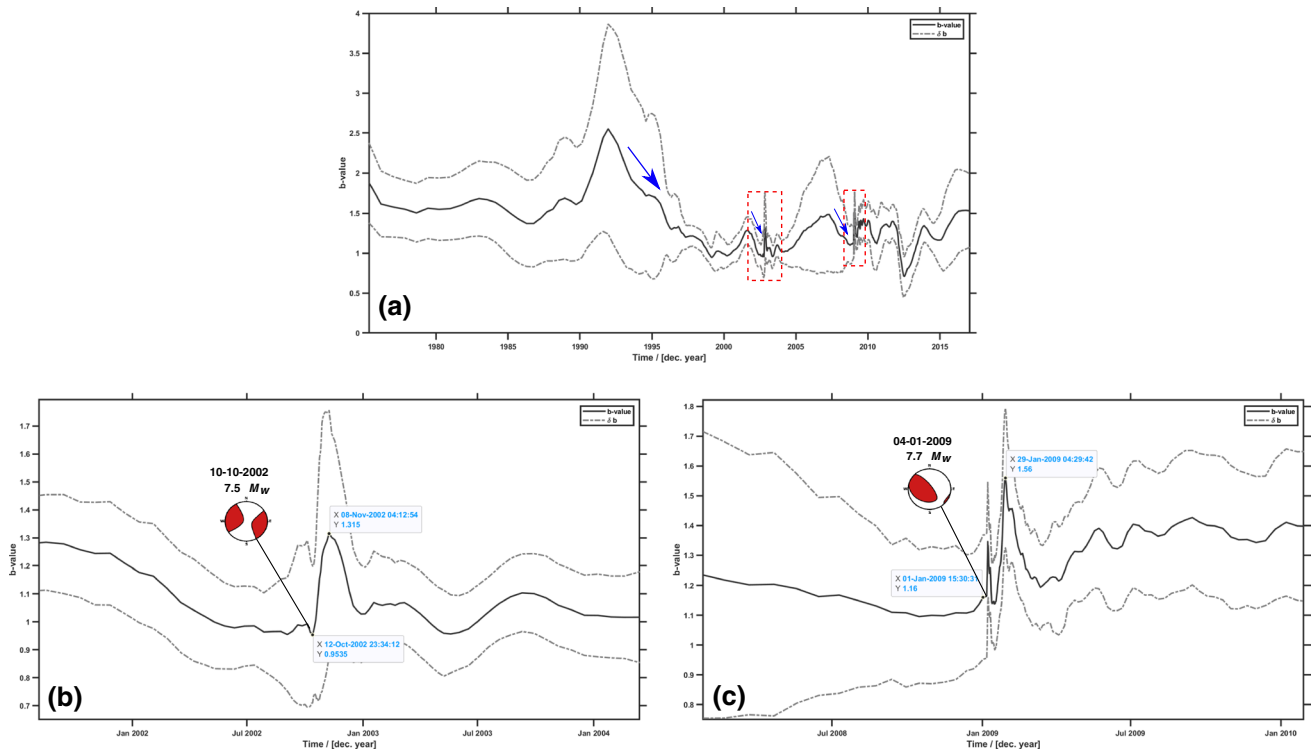 4
3.5
3
2.5
2
1.5
1
0.5
0
b-value
b-value
δ b
(a)
1980 1985 1990 1995 2000 2005 2010 2015
Time / [dec. year]
1.7
1.6
1.5
1.4
1.3
1.2
1.1
1
0.9
0.8
0.7
b-value
b-value
δ b
10-10-2002
7.5 Mw
N
W E
S
X 08-Nov-2002 04:12:54
Y 1.315
X 12-Oct-2002 23:34:12
Y 0.9535
(b)
Jan 2002 Jul 2002 Jan 2003 Jul 2003 Jan 2004
Time / [dec. year]
1.8
1.7
1.6
1.5
1.4
1.3
1.2
1.1
1
0.9
0.8
b-value
b-value
δ b
04-01-2009
7.7 Mw
N
W E
S
X 29-Jan-2009 04:29:42
Y 1.56
X 01-Jan-2009 15:30:31
Y 1.16
(c)
Jul 2008 Jan 2009 Jul 2009 Jan 2010
Time / [dec. year]